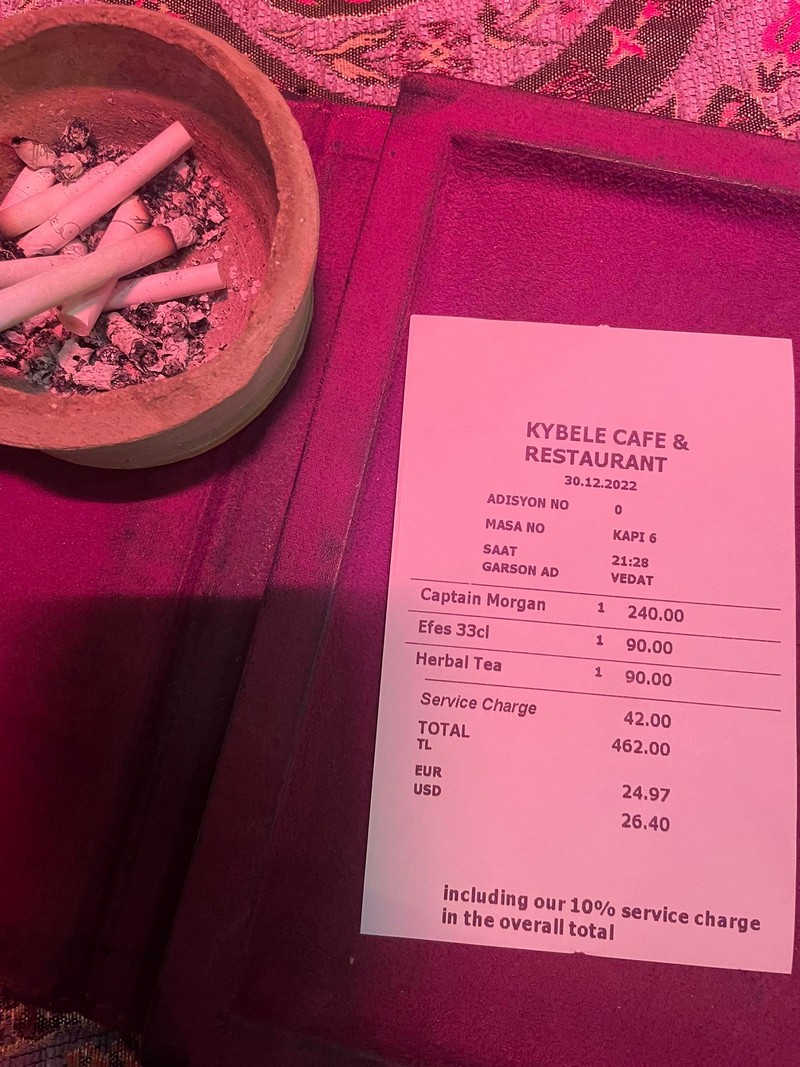 KYBELE CAFE &
RESTAURANT
30.12.2022
ADISYON NO 0
MASA NO KAPI 6
SAAT 21:28
GARSON AD VEDAT
Captain Morgan 1 240.00
Efes 33cl 1 90.00
Herbal Tea 1 90.00
Service Charge 42.00
TOTAL
TL 462.00
EUR 24.97
USD 26.40
including our 10% service charge
in the overall total